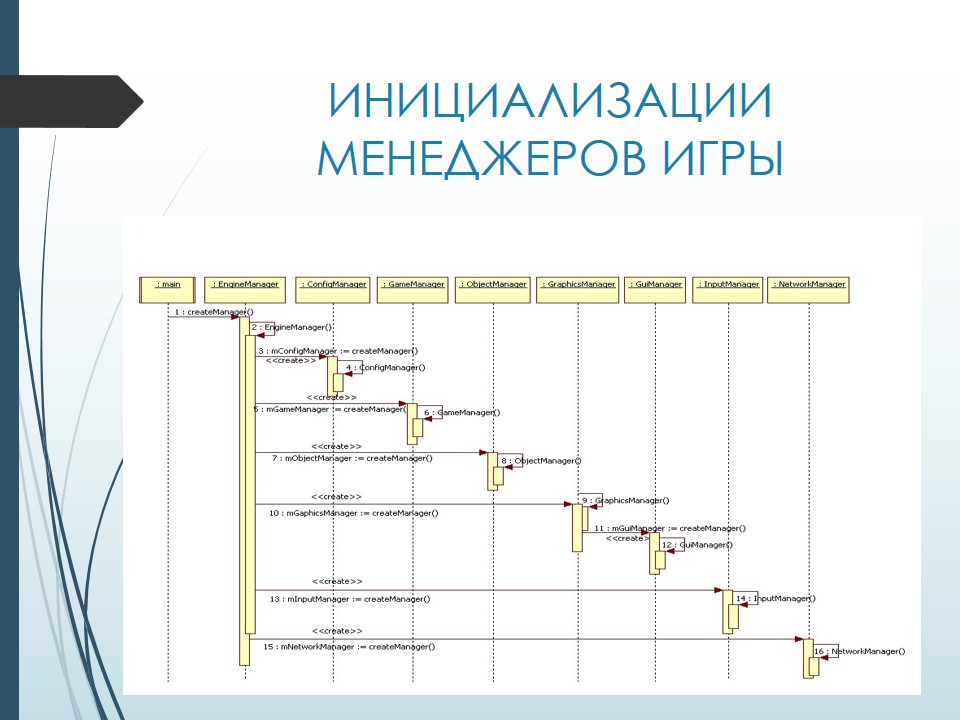 ИНИЦИАЛИЗАЦИИ
МЕНЕДЖЕРОВ ИГРЫ
: main
: EngineManager
: ConfigManager
: GameManager
: ObjectManager
: GraphicsManager
: GuiManager
: InputManager
: NetworkManager
1 : createManager()
2 : EngineManager()
3 : mConfigManager := createManager()
<<create>>
4 : ConfigManager()
<<create>>
5 : mGameManager := createManager(
6 : GameManager()
<<create>>
7 : mObjectManager := createManager()
8 : ObjectManager()
<<create>>
9 : GraphicsManager()
10 : mGaphicsManager := createManager()
11 : mGuiManager := createManager()
<<create>
12 : GuiManager()
<<create>>
13 : mInputManager := createManager()
14 : InputManager()
<<create>>
15 : mNetworkManager := createManager()
16 : NetworkManager()